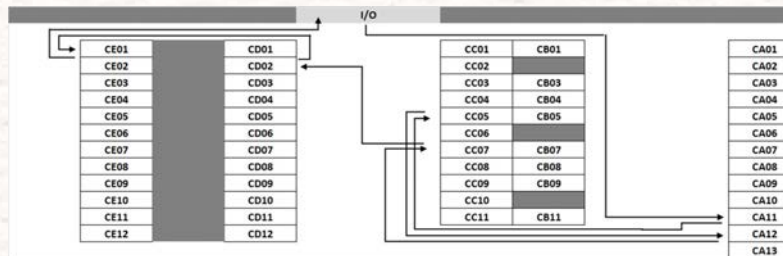 I/O
CE01 CD01 CC01 CB01 CA01
CE02 CD02 CC02 CA02
CE03 CD03 CC03 CB03 CA03
CE04 CD04 CC04 CB04 CA04
CE05 CD05 CC05 CB05 CA05
CE06 CD06 CC06 CA06
CE07 CD07 CC07 CB07 CA07
CE08 CD08 CC08 CB08 CA08
CE09 CD09 CC09 CB09 CA09
CE10 CD10 CC10 CA10
CE11 CD11 CC11 CB11 CA11
CE12 CD12 CA12
CA13